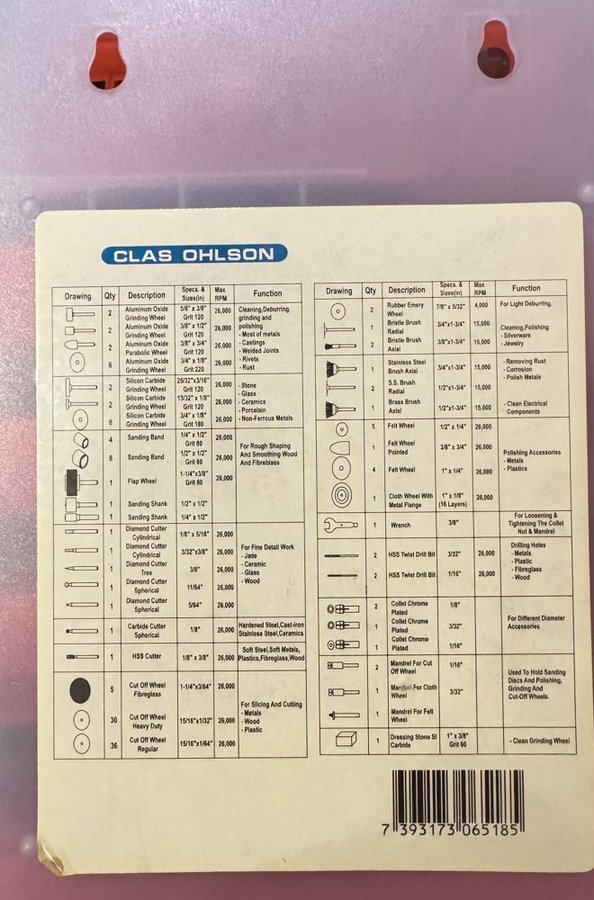 CLAS OHLSON
Drawing Qty Description Specs. & Sizes(in) Max RPM Function
2 Aluminum Oxide Grinding Wheel 5/8" x 3/8" Grit 120 26,000 Cleaning,Deburring, grinding and polishing
2 Aluminum Oxide Grinding Wheel 3/8" x 1/2" Grit 120 26,000 - Most of metals
2 Aluminum Oxide Parabolic Wheel 3/8" x 3/4" Grit 120 26,000 - Castings - Welded Joints
6 Aluminum Oxide Grinding Wheel 3/4" x 1/8" Grit 220 26,000 - Rivets - Rust
2 Silicon Carbide Grinding Wheel 25/32"x3/16" Grit 120 26,000 - Stone - Glass
2 Silicon Carbide Grinding Wheel 13/32" x 1/8" Grit 120 26,000 - Ceramics - Porcelain
6 Silicon Carbide Grinding Wheel 3/4" x 1/8" Grit 180 26,000 - Non-Ferrous Metals
4 Sanding Band 1/4" x 1/2" Grit 80 26,000 For Rough Shaping
8 Sanding Band 1/2" x 1/2" Grit 80 26,000 And Smoothing Wood And Fibreglass
1 Flap Wheel 1-1/4"x3/8" Grit 80 26,000
1 Sanding Shank 1/2" x 1/2"
1 Sanding Shank 1/4" x 1/2"
1 Diamond Cutter Cylindrical 1/8" x 5/16" 26,000
1 Diamond Cutter Cylindrical 3/32"x3/8" 26,000 For Fine Detail Work - Jade
1 Diamond Cutter Tree 3/8" 26,000 - Ceramic - Glass
1 Diamond Cutter Spherical 11/64" 26,000 - Wood
1 Diamond Cutter Spherical 5/64" 26,000
1 Carbide Cutter Spherical 1/8" 26,000 Hardened Steel,Cast-iron Stainless Steel,Ceramics
1 HSS Cutter 1/8" x 3/8" 26,000 Soft Steel,Soft Metals, Plastics,Fibreglass,Wood
5 Cut Off Wheel Fibreglass 1-1/4"x3/64" 26,000 For Slicing And Cutting
30 Cut Off Wheel Heavy Duty 15/16"x1/32" 26,000 - Metals - Wood
36 Cut Off Wheel Regular 15/16"x1/64" 26,000 - Plastic
Drawing Qty Description Specs. & Sizes(in) Max RPM Function
2 Rubber Emery Wheel 7/8" x 5/32" 4,000 For Light Deburring,
1 Bristle Brush Radial 3/4"x1-3/4" 15,000 Cleaning,Polishing - Silverware
2 Bristle Brush Axial 3/8"x1-3/4" 15,000 - Jewelry
1 Stainless Steel Brush Axial 3/4"x1-3/4" 15,000 - Removing Rust - Corrosion - Polish Metals
2 S.S. Brush Radial 1/2"x1-3/4" 15,000
1 Brass Brush Axial 1/2"x1-3/4" 15,000 - Clean Electrical Components
5 Felt Wheel 1/2" x 1/4" 26,000
1 Felt Wheel Pointed 3/8" x 3/4" 26,000 Polishing Accessories
4 Felt Wheel 1" x 1/4" 26,000 - Metals - Plastics
1 Cloth Wheel With Metal Flange 1" x 1/8" (16 Layers) 26,000
1 Wrench 3/8" For Loosening & Tightening The Collet Nut & Mandrel
2 HSS Twist Drill Bit 3/32" 26,000 Drilling Holes - Metals - Plastic
2 HSS Twist Drill Bit 1/16" 26,000 - Fibreglass - Wood
2 Collet Chrome Plated 1/8"
1 Collet Chrome Plated 3/32" For Different Diameter Accessories
1 Collet Chrome Plated 1/16"
2 Mandrel For Cut Off Wheel 1/16" Used To Hold Sanding
1 Mandrel For Cloth Wheel 3/32" Discs And Polishing, Grinding And Cut-Off Wheels.
1 Mandrel For Felt Wheel
1 Dressing Stone SI Carbide 1" x 3/8" Grit 60 - Clean Grinding Wheel
7 393173 065185